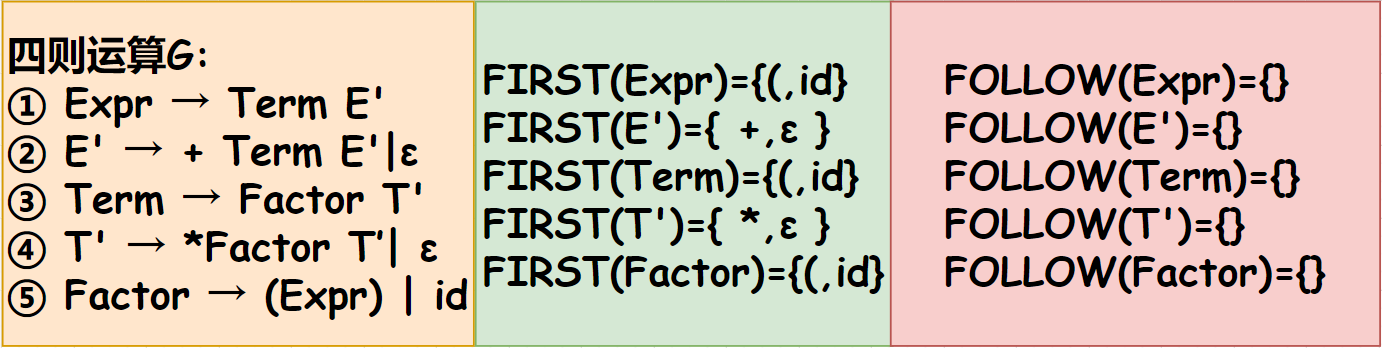 四则运算G:
① Expr → Term E'
② E' → + Term E'|ε
③ Term → Factor T'
④ T' → *Factor T’| ε
⑤ Factor → (Expr) | id
FIRST(Expr)={(,id}
FIRST(E')={ +,ε }
FIRST(Term)={(,id}
FIRST(T')={ *,ε }
FIRST(Factor)={(,id}
FOLLOW(Expr)={}
FOLLOW(E')={}
FOLLOW(Term)={}
FOLLOW(T')={}
FOLLOW(Factor)={}